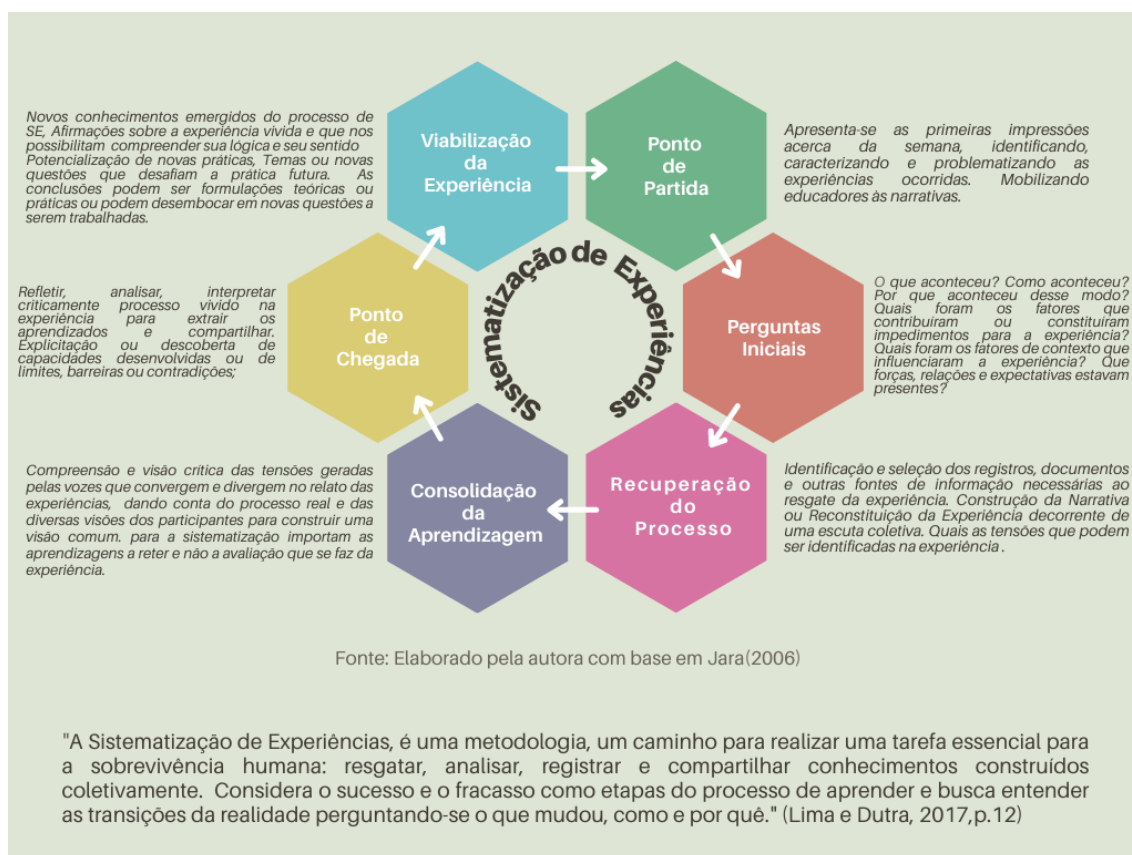 Novos conhecimentos emergidos do processo de
SE, Afirmações sobre a experiência vivida e que nos
possibilitam compreender sua lógica e seu sentido
Potencialização de novas práticas, Temas ou novas
questões que desafiam a prática futura. As
conclusões podem ser formulações teóricas ou
práticas ou podem desembocar em novas questões a
serem trabalhadas.
Viabilização
da
Experiência
Ponto
de
Partida
Apresenta-se as primeiras impressões
acerca da semana, identificando,
caracterizando e problematizando as
experiências ocorridas. Mobilizando
educadores às narrativas.
Refletir, analisar, interpretar
criticamente processo vivido na
experiência para extrair os
aprendizados e compartilhar.
Explicitação ou descoberta de
capacidades desenvolvidas ou de
limites, barreiras ou contradições;
Ponto
de
Chegada
Sistematização de Experiências
Perguntas
Iniciais
O que aconteceu? Como aconteceu?
Por que aconteceu desse modo?
Quais foram os fatores que
contribuíram ou constituíram
impedimentos para a experiência?
Quais foram os fatores de contexto que
influenciaram a experiência? Que
forças, relações e expectativas estavam
presentes?
Compreensão e visão crítica das tensões geradas
pelas vozes que convergem e divergem no relato das
experiências, dando conta do processo real e das
diversas visões dos participantes para construir uma
visão comum. para a sistematização importam as
aprendizagens a reter e não a avaliação que se faz da
experiência.
Consolidação
da
Aprendizagem
Recuperação
do
Processo
Identificação e seleção dos registros, documentos
e outras fontes de informação necessárias ao
resgate da experiência. Construção da Narrativa
ou Reconstituição da Experiência decorrente de
uma escuta coletiva. Quais as tensões que podem
ser identificadas na experiência .
Fonte: Elaborado pela autora com base em Jara(2006)
"A Sistematização de Experiências, é uma metodologia, um caminho para realizar uma tarefa essencial para
a sobrevivência humana: resgatar, analisar, registrar e compartilhar conhecimentos construídos
coletivamente. Considera o sucesso e o fracasso como etapas do processo de aprender e busca entender
as transições da realidade perguntando-se o que mudou, como e por quê." (Lima e Dutra, 2017,p.12)